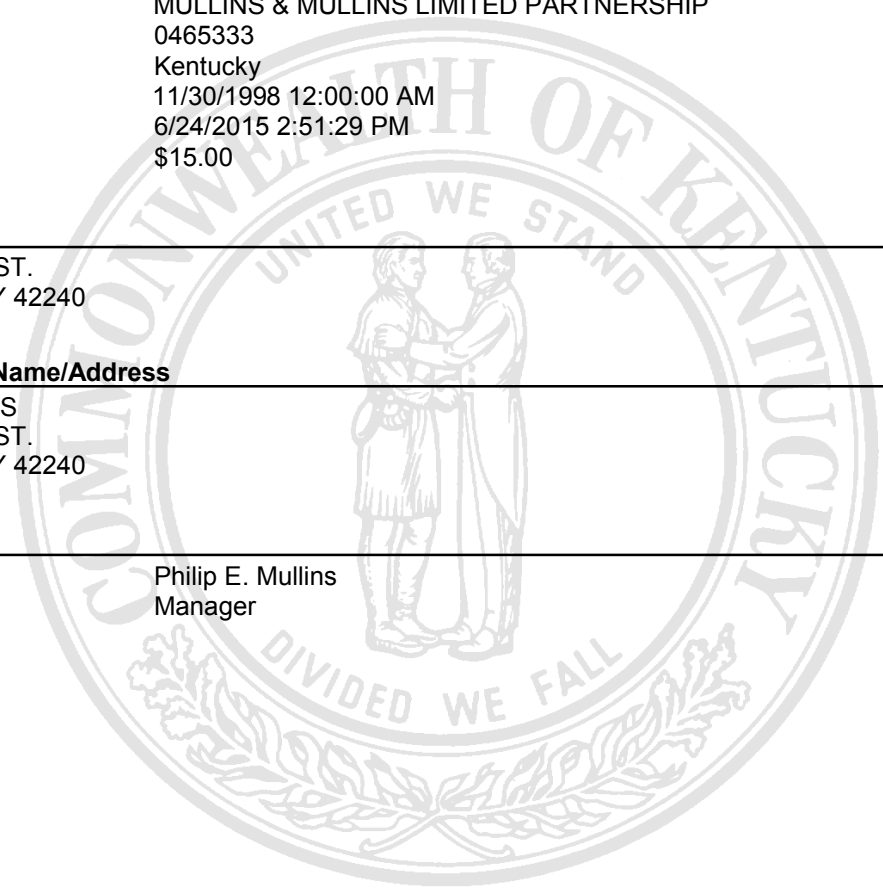 MULLINS & MULLINS LIMITED PARTNERSHIP
0465333
Kentucky
11/30/1998 12:00:00 AM
6/24/2015 2:51:29 PM
$15.00
ST.
Y 42240
Name/Address
S
ST.
Y 42240
Philip E. Mullins
Manager
COMMONWEALTH OF KENTUCKY
UNITED WE STAND
DIVIDED WE FALL